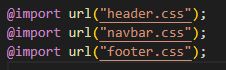 @import url("header.css");
@import url("navbar.css");
@import url("footer.css");